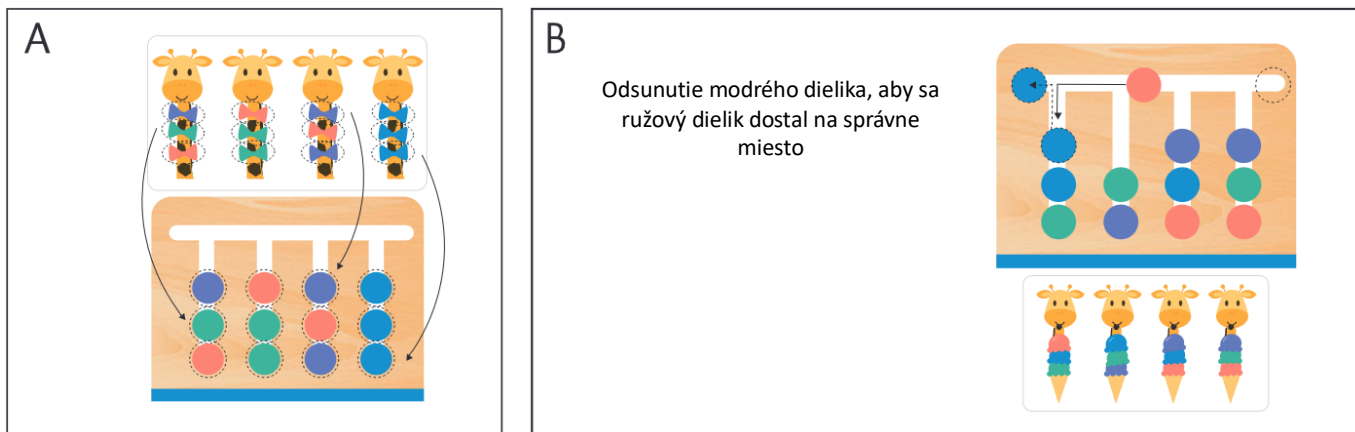 A
B
Odsunutie modrého dielika, aby sa
ružový dielik dostal na správne
miesto